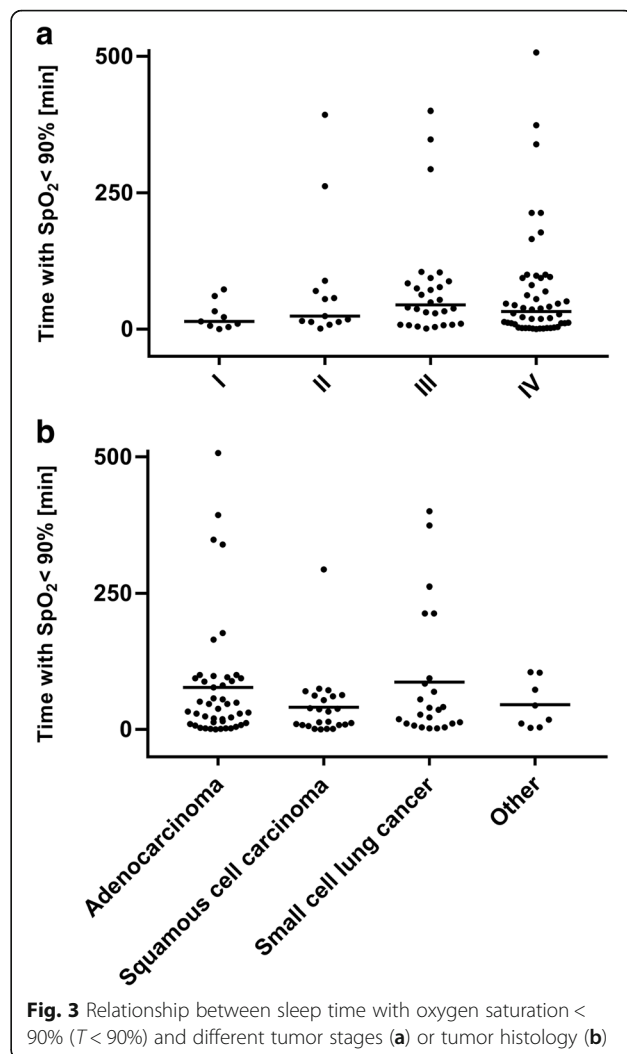 a
Time with SpO₂< 90% [min]
500
250
0
I
II
III
IV
b
Time with SpO₂< 90% [min]
500
250
0
Adenocarcinoma
Squamous cell carcinoma
Small cell lung cancer
Other
Fig. 3 Relationship between sleep time with oxygen saturation <
90% (T < 90%) and different tumor stages (a) or tumor histology (b)